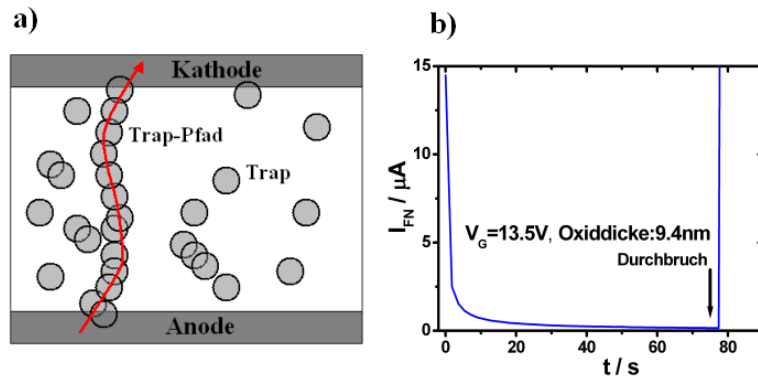 a)
Kathode
Trap-Pfad
Trap
Anode
b)
I_FN / μA
15
10
5
0
V_G=13.5V, Oxiddicke:9.4nm
Durchbruch
0 20 40 60 80
t / s